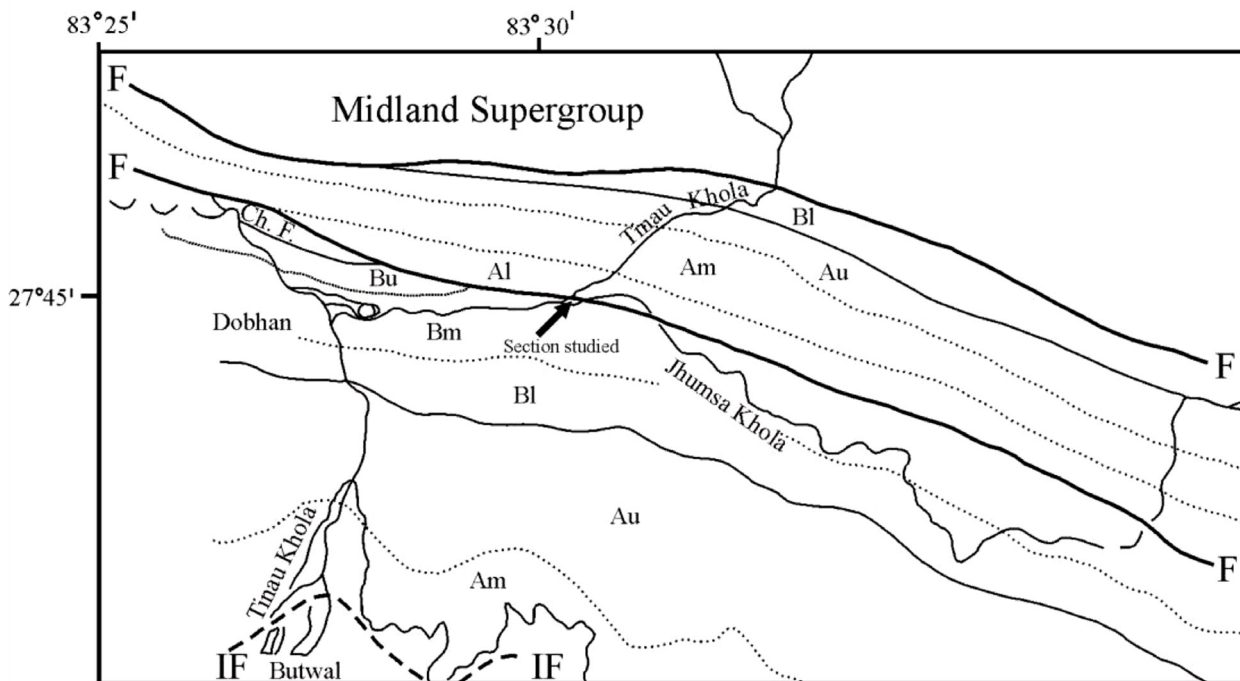 83°25'
83°30'
F
Midland Supergroup
F
Tinau Khola
Bl
Ch. F.
Bu
Al
Am
Au
27°45'
Dobhan
Bm
Section studied
F
Bl
Jhumsa Khola
Au
F
Tinau Khola
Am
IF
Butwal
IF